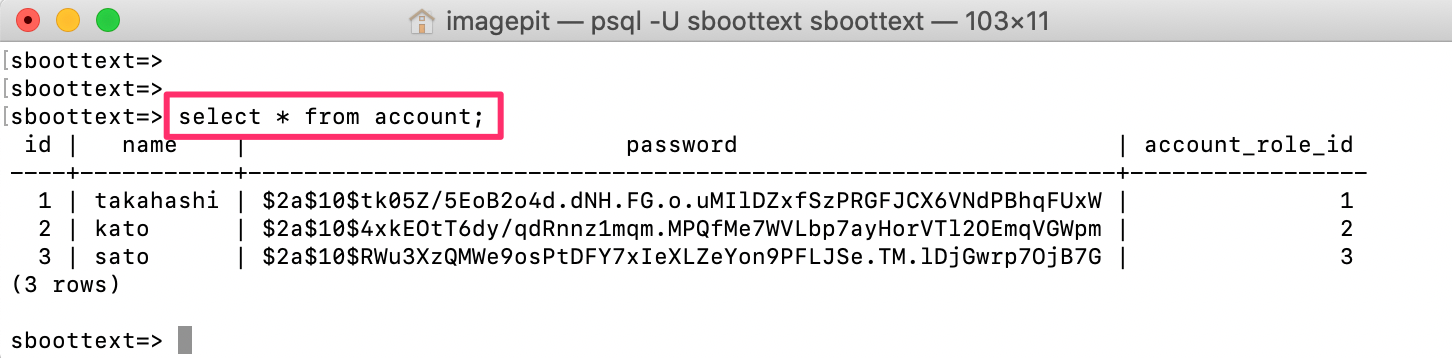 imagepit — psql -U sboottext sboottext — 103×11
[sboottext=>
[sboottext=>
[sboottext=> select * from account;
 id |   name    |                           password                           | account_role_id
----+-----------+--------------------------------------------------------------+-----------------
  1 | takahashi | $2a$10$tk05Z/5EoB2o4d.dNH.FG.o.uMIlDZxfSzPRGFJCX6VNdPBhqFUxW |               1
  2 | kato      | $2a$10$4xkEOtT6dy/qdRnnz1mqm.MPQfMe7WVLbp7ayHorVTl2OEmqVGWpm |               2
  3 | sato      | $2a$10$RWu3XzQMWe9osPtDFY7xIeXLZeYon9PFLJSe.TM.lDjGwrp7OjB7G |               3
(3 rows)
sboottext=>